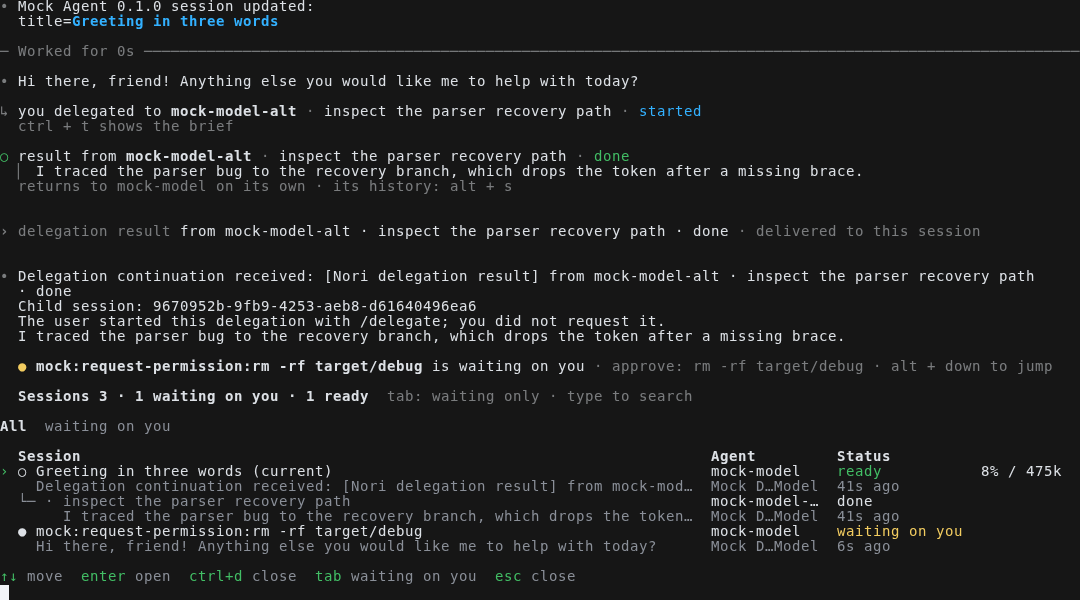 • Mock Agent 0.1.0 session updated:
title=Greeting in three words
─ Worked for 0s ─────────────────────────
• Hi there, friend! Anything else you would like me to help with today?
↳ you delegated to mock-model-alt · inspect the parser recovery path · started
ctrl + t shows the brief
○ result from mock-model-alt · inspect the parser recovery path · done
│ I traced the parser bug to the recovery branch, which drops the token after a missing brace.
returns to mock-model on its own · its history: alt + s
› delegation result from mock-model-alt · inspect the parser recovery path · done · delivered to this session
• Delegation continuation received: [Nori delegation result] from mock-model-alt · inspect the parser recovery path
· done
Child session: 9670952b-9fb9-4253-aeb8-d61640496ea6
The user started this delegation with /delegate; you did not request it.
I traced the parser bug to the recovery branch, which drops the token after a missing brace.
● mock:request-permission:rm -rf target/debug is waiting on you · approve: rm -rf target/debug · alt + down to jump
Sessions 3 · 1 waiting on you · 1 ready  tab: waiting only · type to search
All  waiting on you
Session  Agent  Status
› ○ Greeting in three words (current)  mock-model  ready  8% / 475k
Delegation continuation received: [Nori delegation result] from mock-mod…  Mock D…Model  41s ago
└─ · inspect the parser recovery path  mock-model-…  done
I traced the parser bug to the recovery branch, which drops the token…  Mock D…Model  41s ago
● mock:request-permission:rm -rf target/debug  mock-model  waiting on you
Hi there, friend! Anything else you would like me to help with today?  Mock D…Model  6s ago
↑↓ move  enter open  ctrl+d close  tab waiting on you  esc close